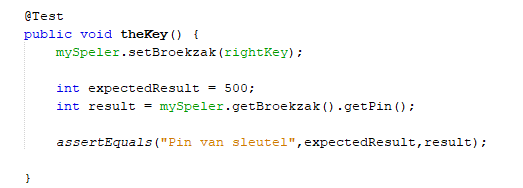 @Test
public void theKey() {
mySpeler.setBroekzak(rightKey);
int expectedResult = 500;
int result = mySpeler.getBroekzak().getPin();
assertEquals("Pin van sleutel",expectedResult,result);
}